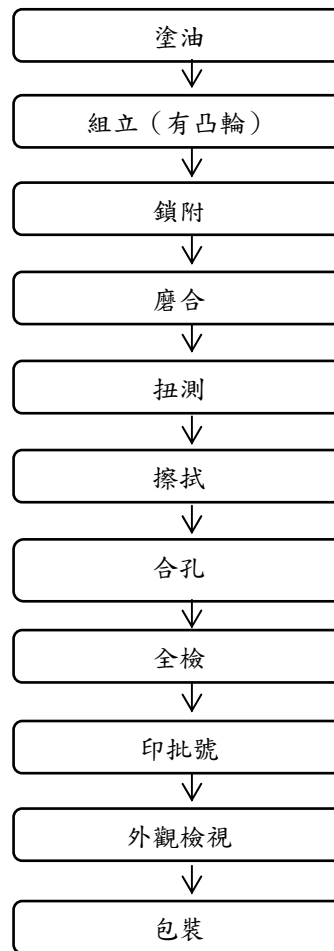 塗油
組立（有凸輪）
鎖附
磨合
扭測
擦拭
合孔
全檢
印批號
外觀檢視
包裝